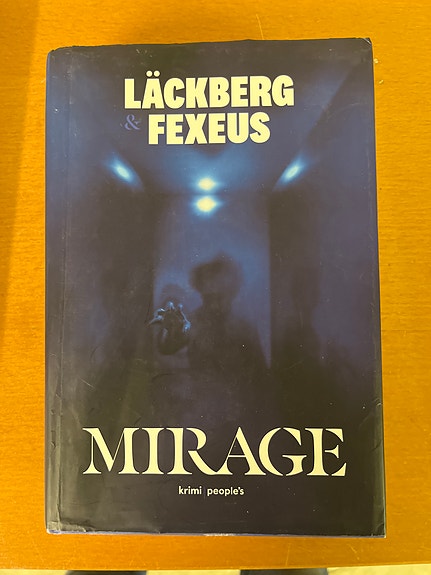 LÄCKBERG
& FEXEUS
MIRAGE
krimi people's